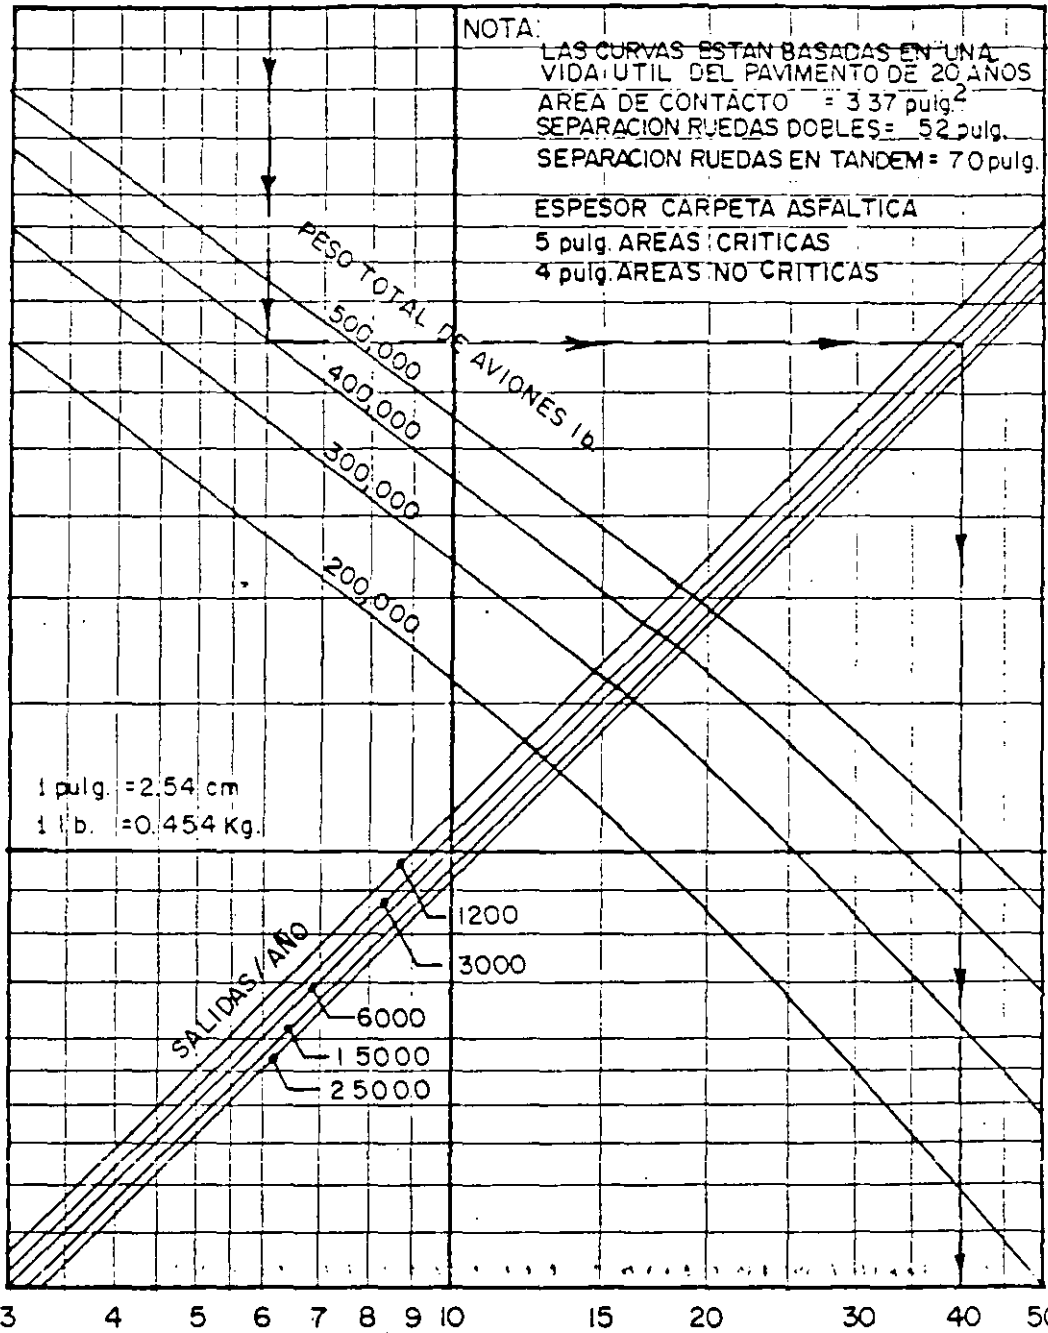 NOTA:
LAS CURVAS ESTAN BASADAS EN UNA
VIDA UTIL DEL PAVIMENTO DE 20 AÑOS
AREA DE CONTACTO = 337 pulg.²
SEPARACION RUEDAS DOBLES= 52 pulg.
SEPARACION RUEDAS EN TANDEM= 70 pulg.
ESPESOR CARPETA ASFALTICA
5 pulg. AREAS CRITICAS
4 pulg. AREAS NO CRITICAS
PESO TOTAL DE AVIONES lb.
500,000
400,000
300,000
200,000
1 pulg. =2.54 cm
1 lb. =0.454 Kg.
SALIDAS/AÑO
1200
3000
6000
15000
25000
3 4 5 6 7 8 9 10 15 20 30 40 50